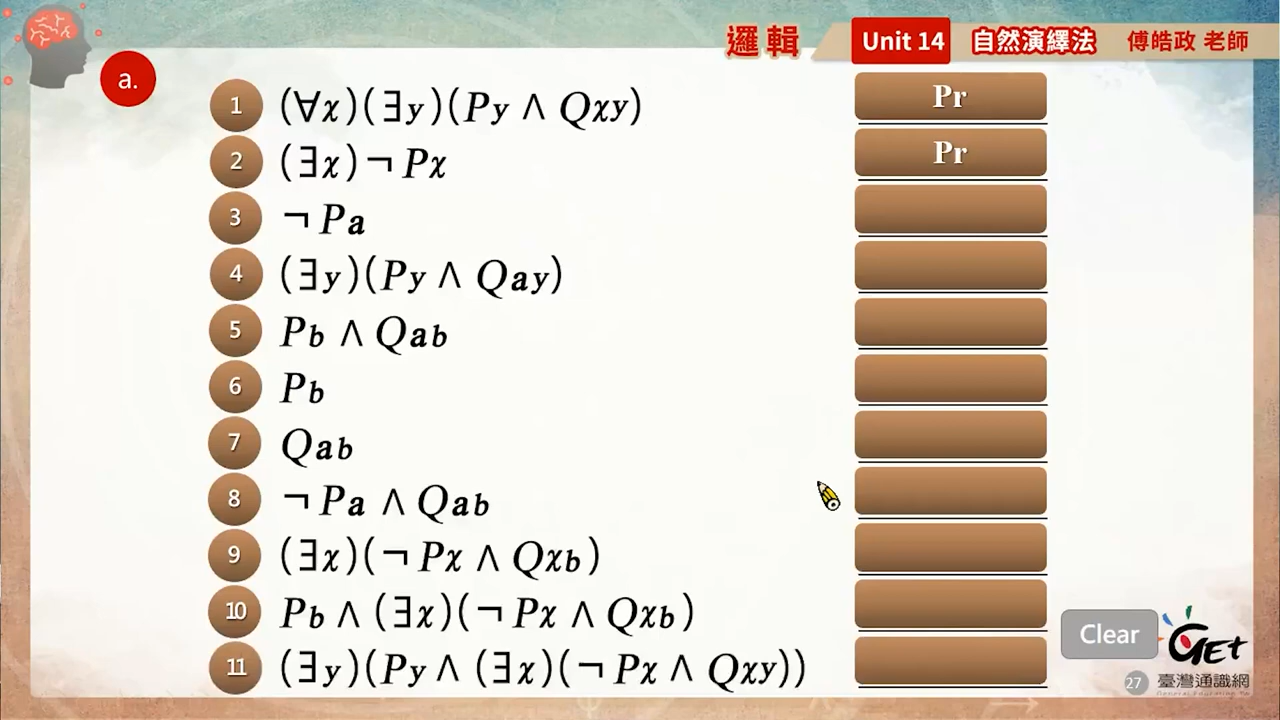 邏輯 Unit 14 自然演繹法 傅皓政 老師
a.
1 (∀x)(∃y)(Py ∧ Qxy) Pr
2 (∃x)¬Px Pr
3 ¬Pa
4 (∃y)(Py ∧ Qay)
5 Pb ∧ Qab
6 Pb
7 Qab
8 ¬Pa ∧ Qab
9 (∃x)(¬Px ∧ Qxb)
10 Pb ∧ (∃x)(¬Px ∧ Qxb)
11 (∃y)(Py ∧ (∃x)(¬Px ∧ Qxy))
Clear
GET
27 臺灣通識網